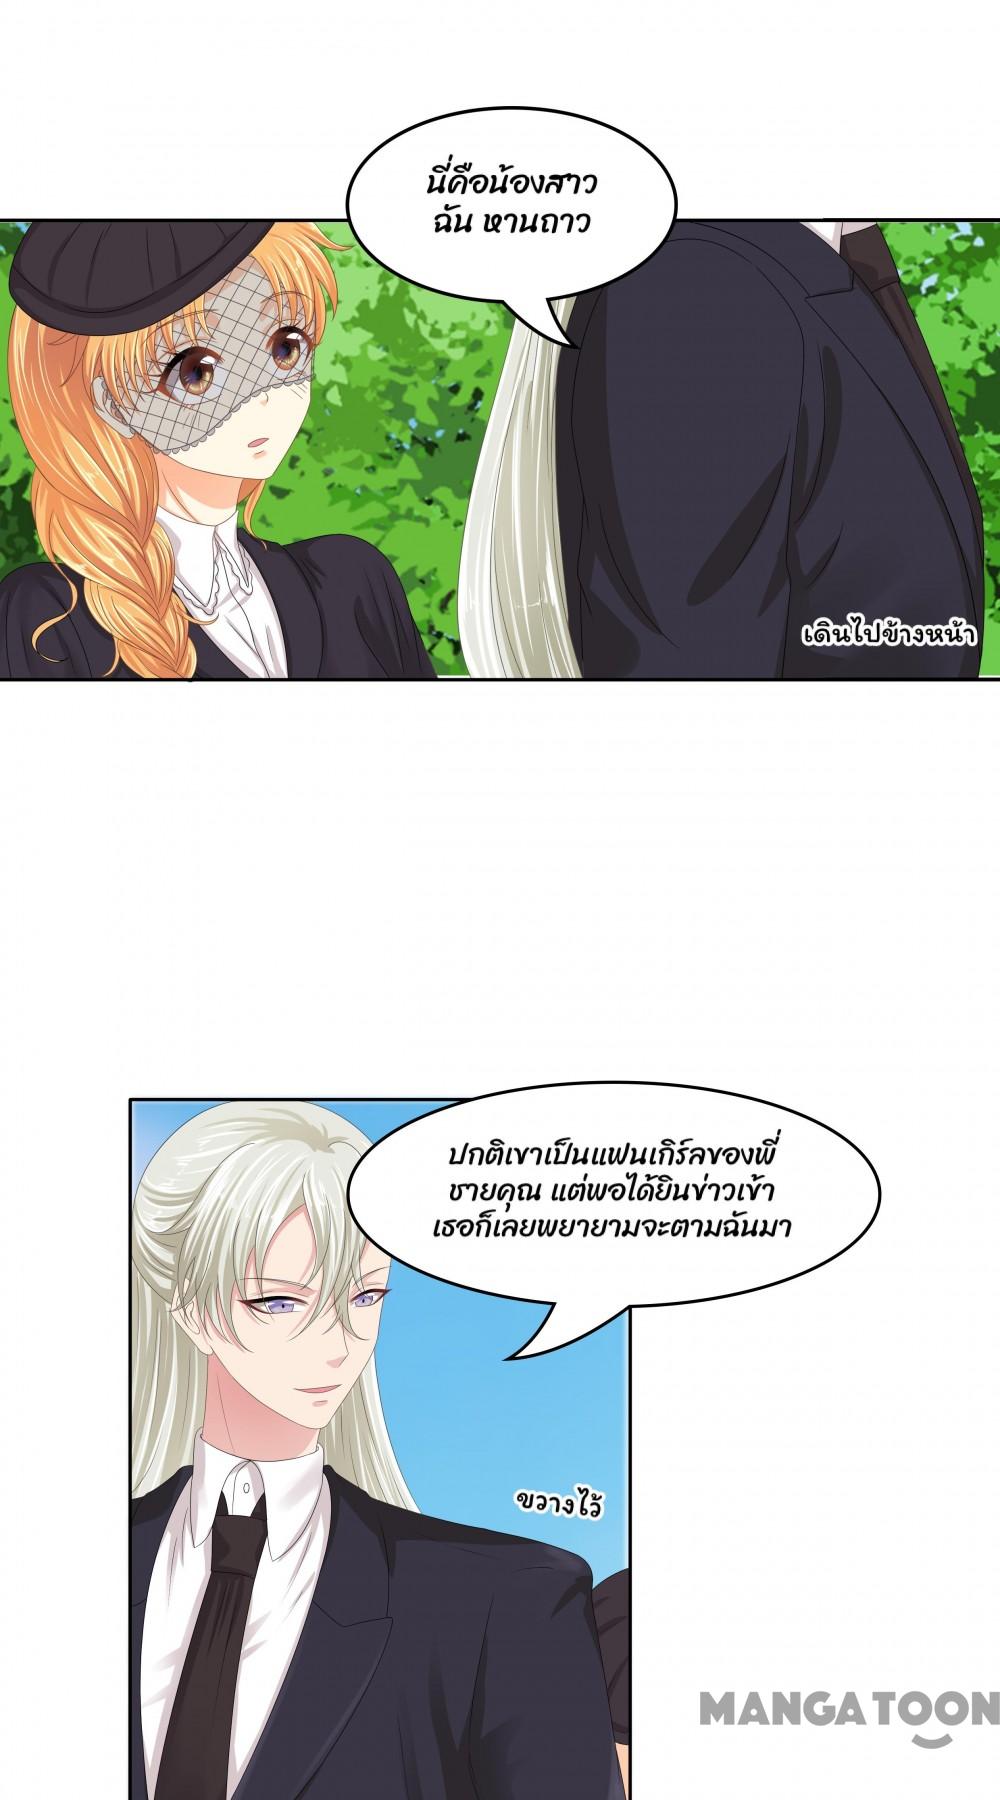 นี่คือน้องสาว
ฉัน หานถาว
เดินไปข้างหน้า
ปกติเขาเป็นแฟนเกิร์ลของพี่
ชายคุณ แต่พอได้ยินข่าวเข้า
เธอก็เลยพยายามจะตามฉันมา
ขวางไว้
MANGATOON